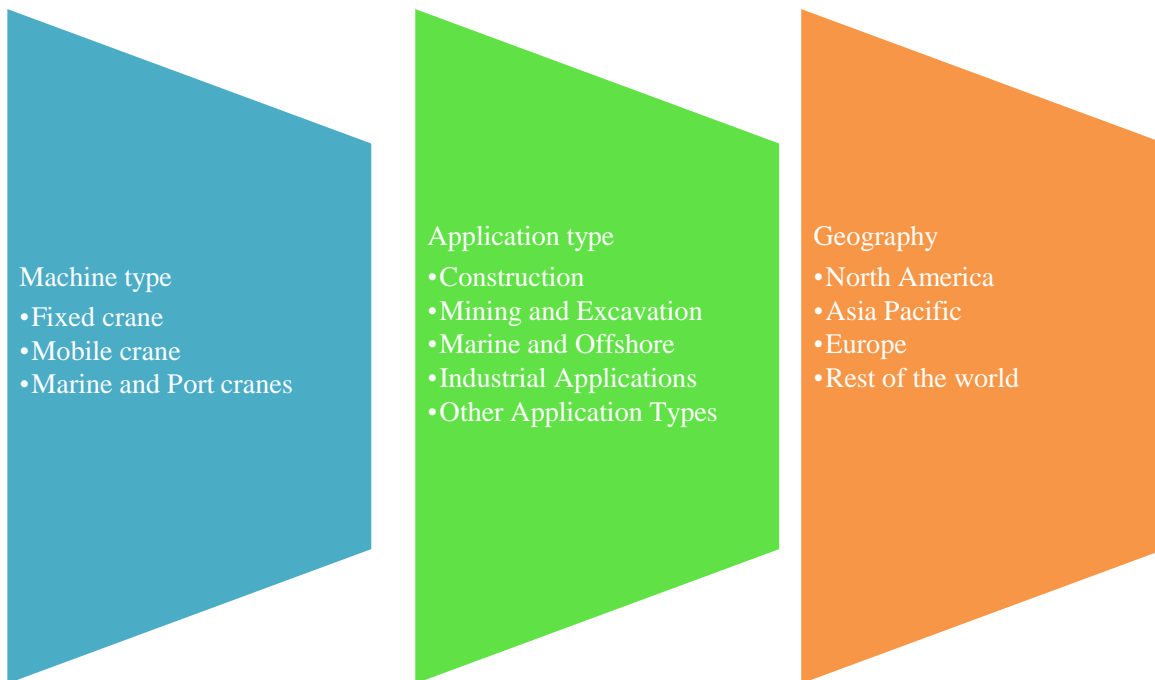 Machine type
•Fixed crane
•Mobile crane
•Marine and Port cranes
Application type
•Construction
•Mining and Excavation
•Marine and Offshore
•Industrial Applications
•Other Application Types
Geography
•North America
•Asia Pacific
•Europe
•Rest of the world